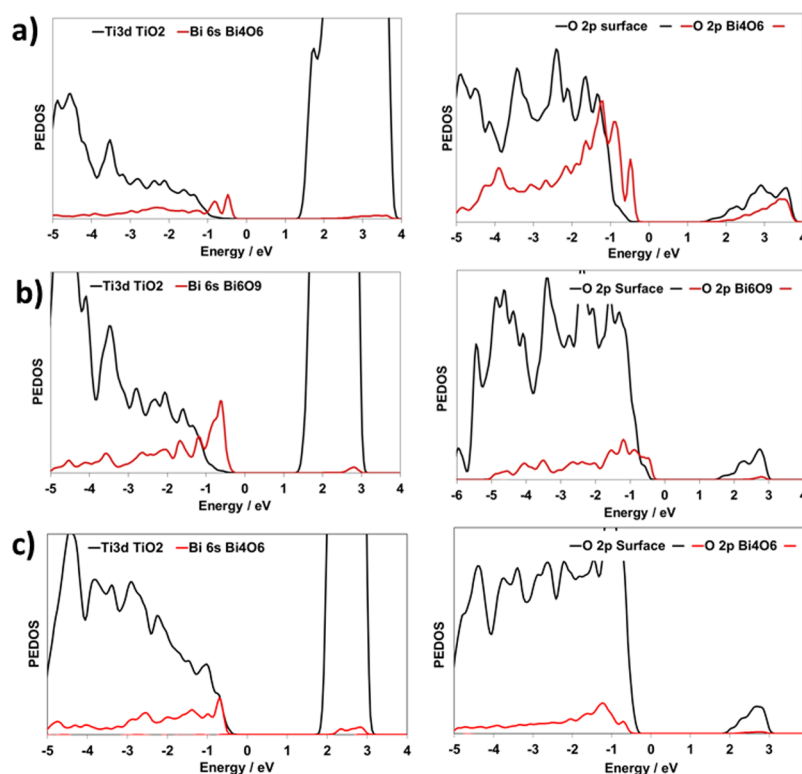 a)
Ti3d TiO2 Bi 6s Bi4O6
PEDOS
-5 -4 -3 -2 -1 0 1 2 3 4
Energy / eV
O 2p surface O 2p Bi4O6
PEDOS
-5 -4 -3 -2 -1 0 1 2 3 4
Energy / eV
b)
Ti3d TiO2 Bi 6s Bi6O9
PEDOS
-5 -4 -3 -2 -1 0 1 2 3 4
Energy / eV
O 2p Surface O 2p Bi6O9
PEDOS
-6 -5 -4 -3 -2 -1 0 1 2 3 4
Energy / eV
c)
Ti3d TiO2 Bi 6s Bi4O6
PEDOS
-5 -4 -3 -2 -1 0 1 2 3 4
Energy / eV
O 2p Surface O 2p Bi4O6
PEDOS
-5 -4 -3 -2 -1 0 1 2 3 4
Energy / eV